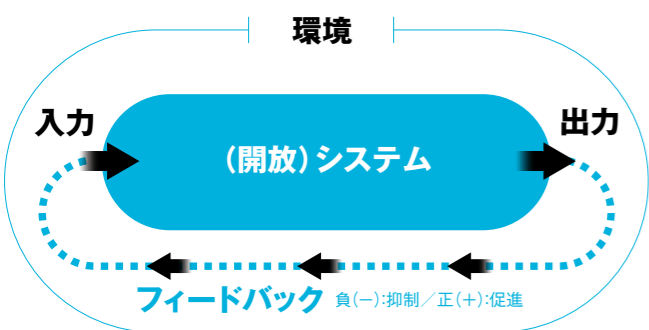 環境
入力
出力
（開放）システム
フィードバック 負（－）：抑制／正（＋）：促進